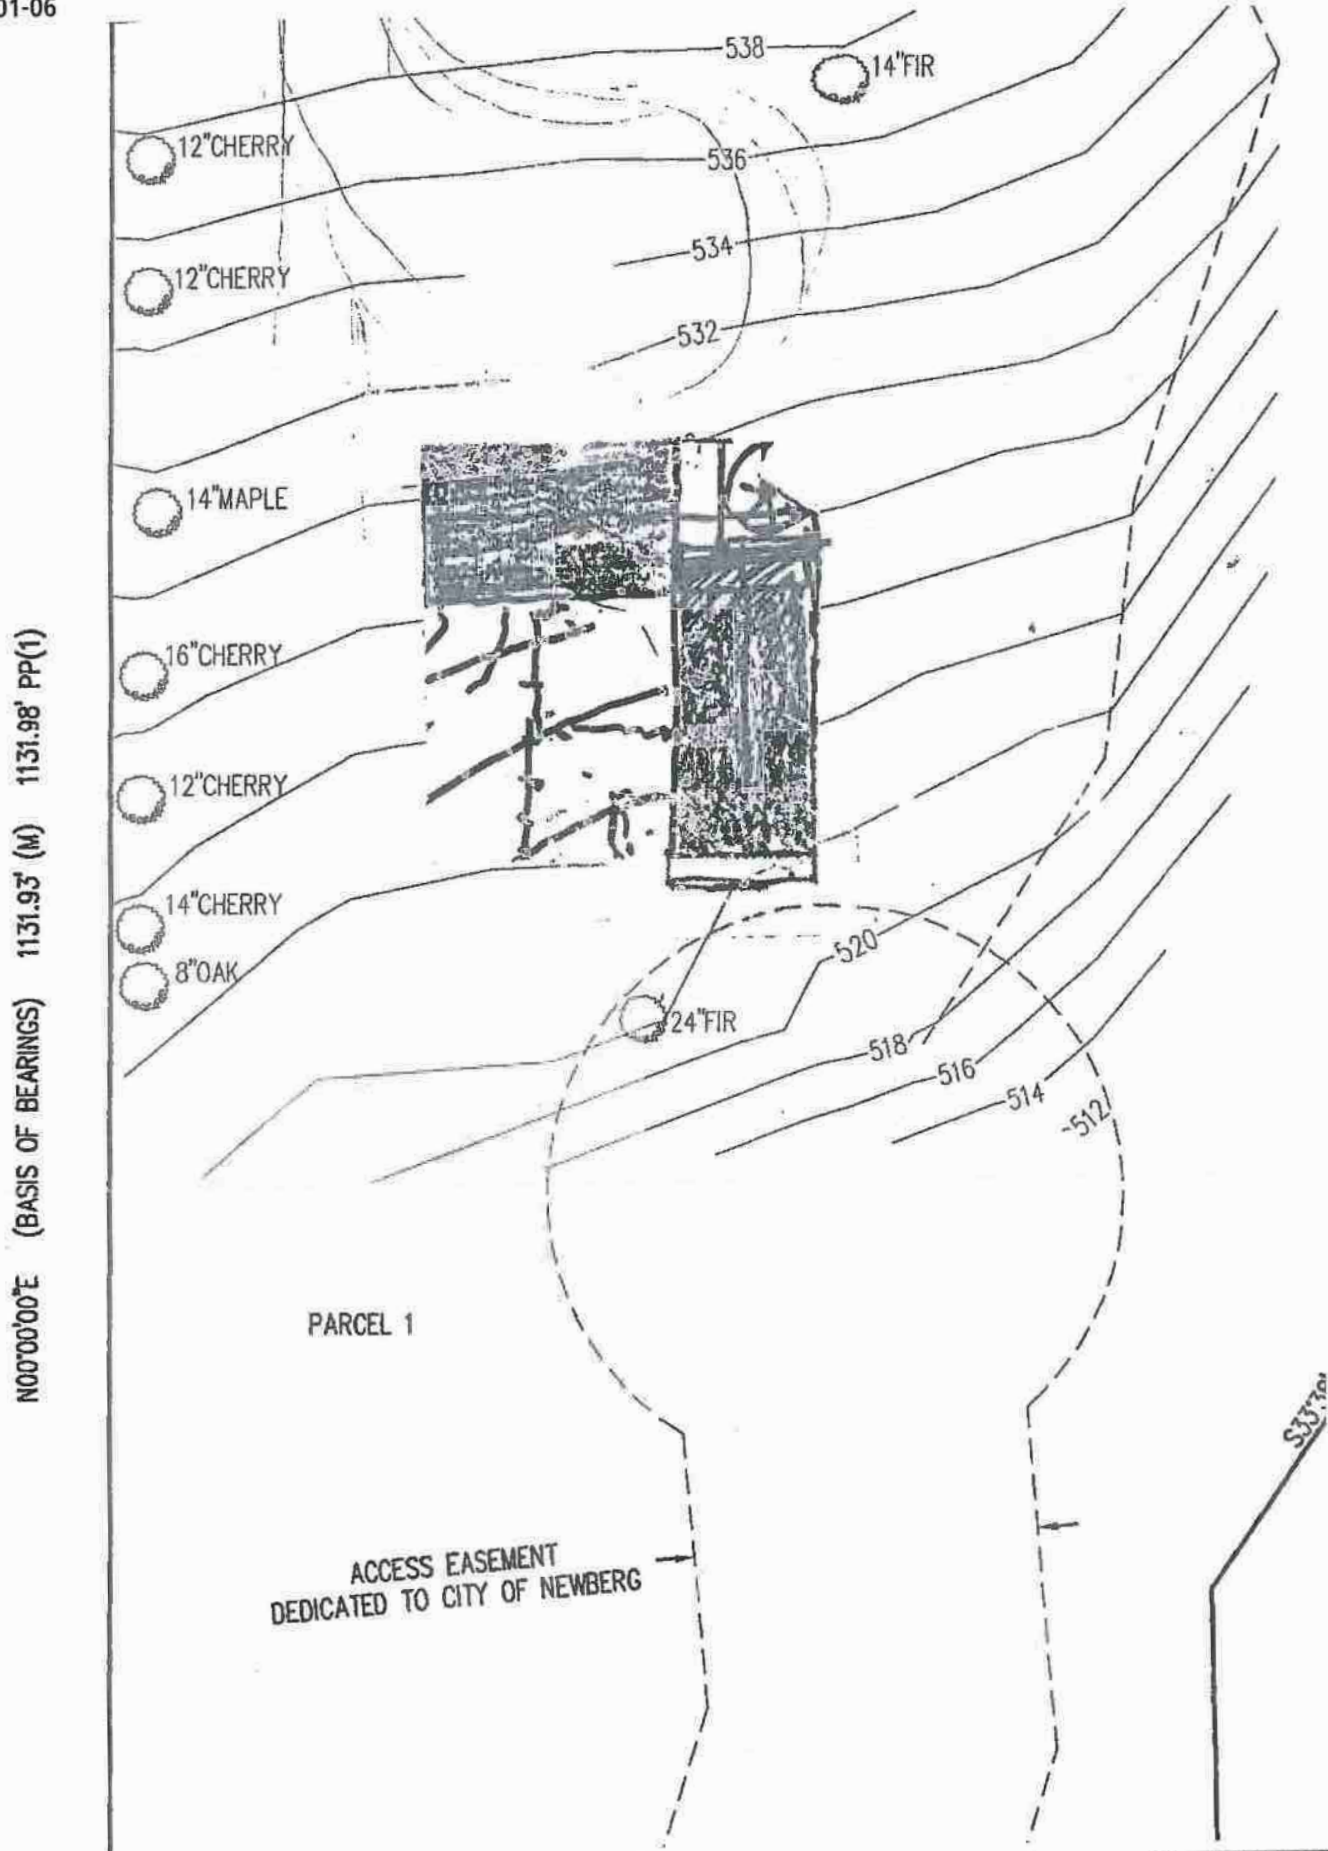 01-06
538
14"FIR
12"CHERRY
536
534
12"CHERRY
532
14"MAPLE
16"CHERRY
12"CHERRY
14"CHERRY
8"OAK
520
24"FIR
518
516
514
512
N00°00'00"E (BASIS OF BEARINGS) 1131.93' (M) 1131.98' PP(1)
PARCEL 1
ACCESS EASEMENT
DEDICATED TO CITY OF NEWBERG